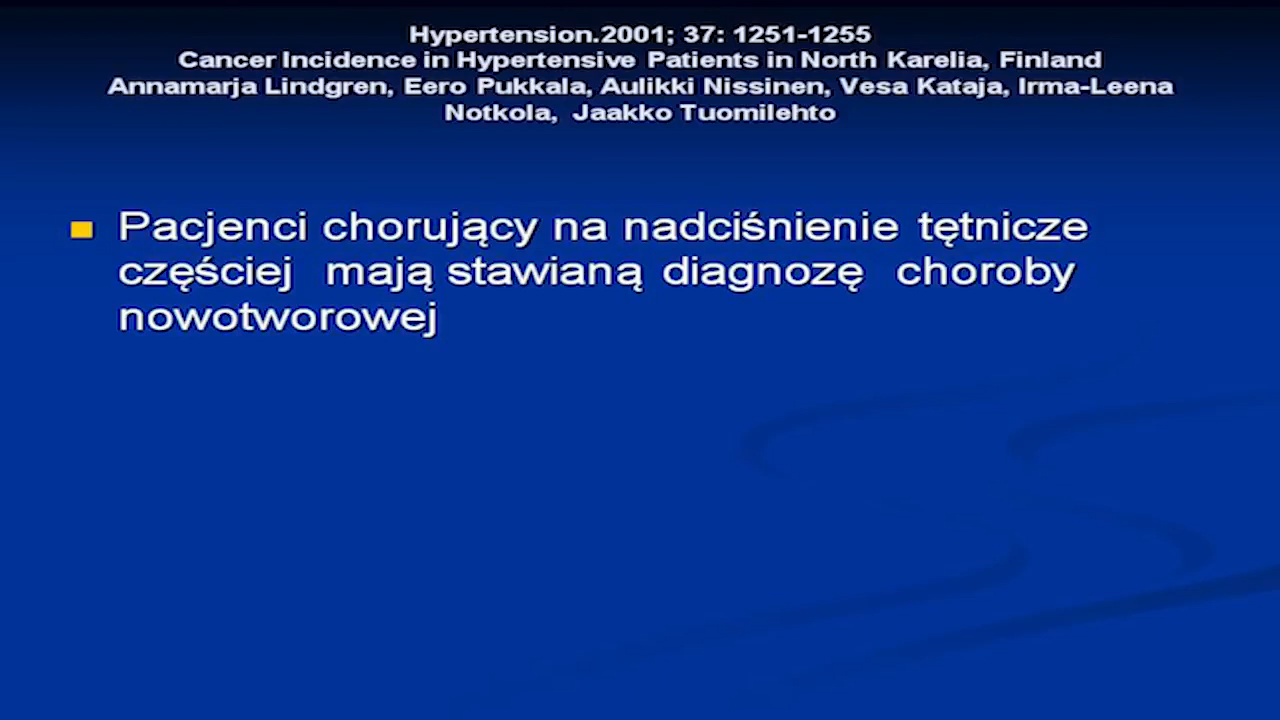 Hypertension.2001; 37: 1251-1255
Cancer Incidence in Hypertensive Patients in North Karelia, Finland
Annamarja Lindgren, Eero Pukkala, Aulikki Nissinen, Vesa Kataja, Irma-Leena
Notkola, Jaakko Tuomilehto
Pacjenci chorujący na nadciśnienie tętnicze
częściej mają stawianą diagnozę choroby
nowotworowej